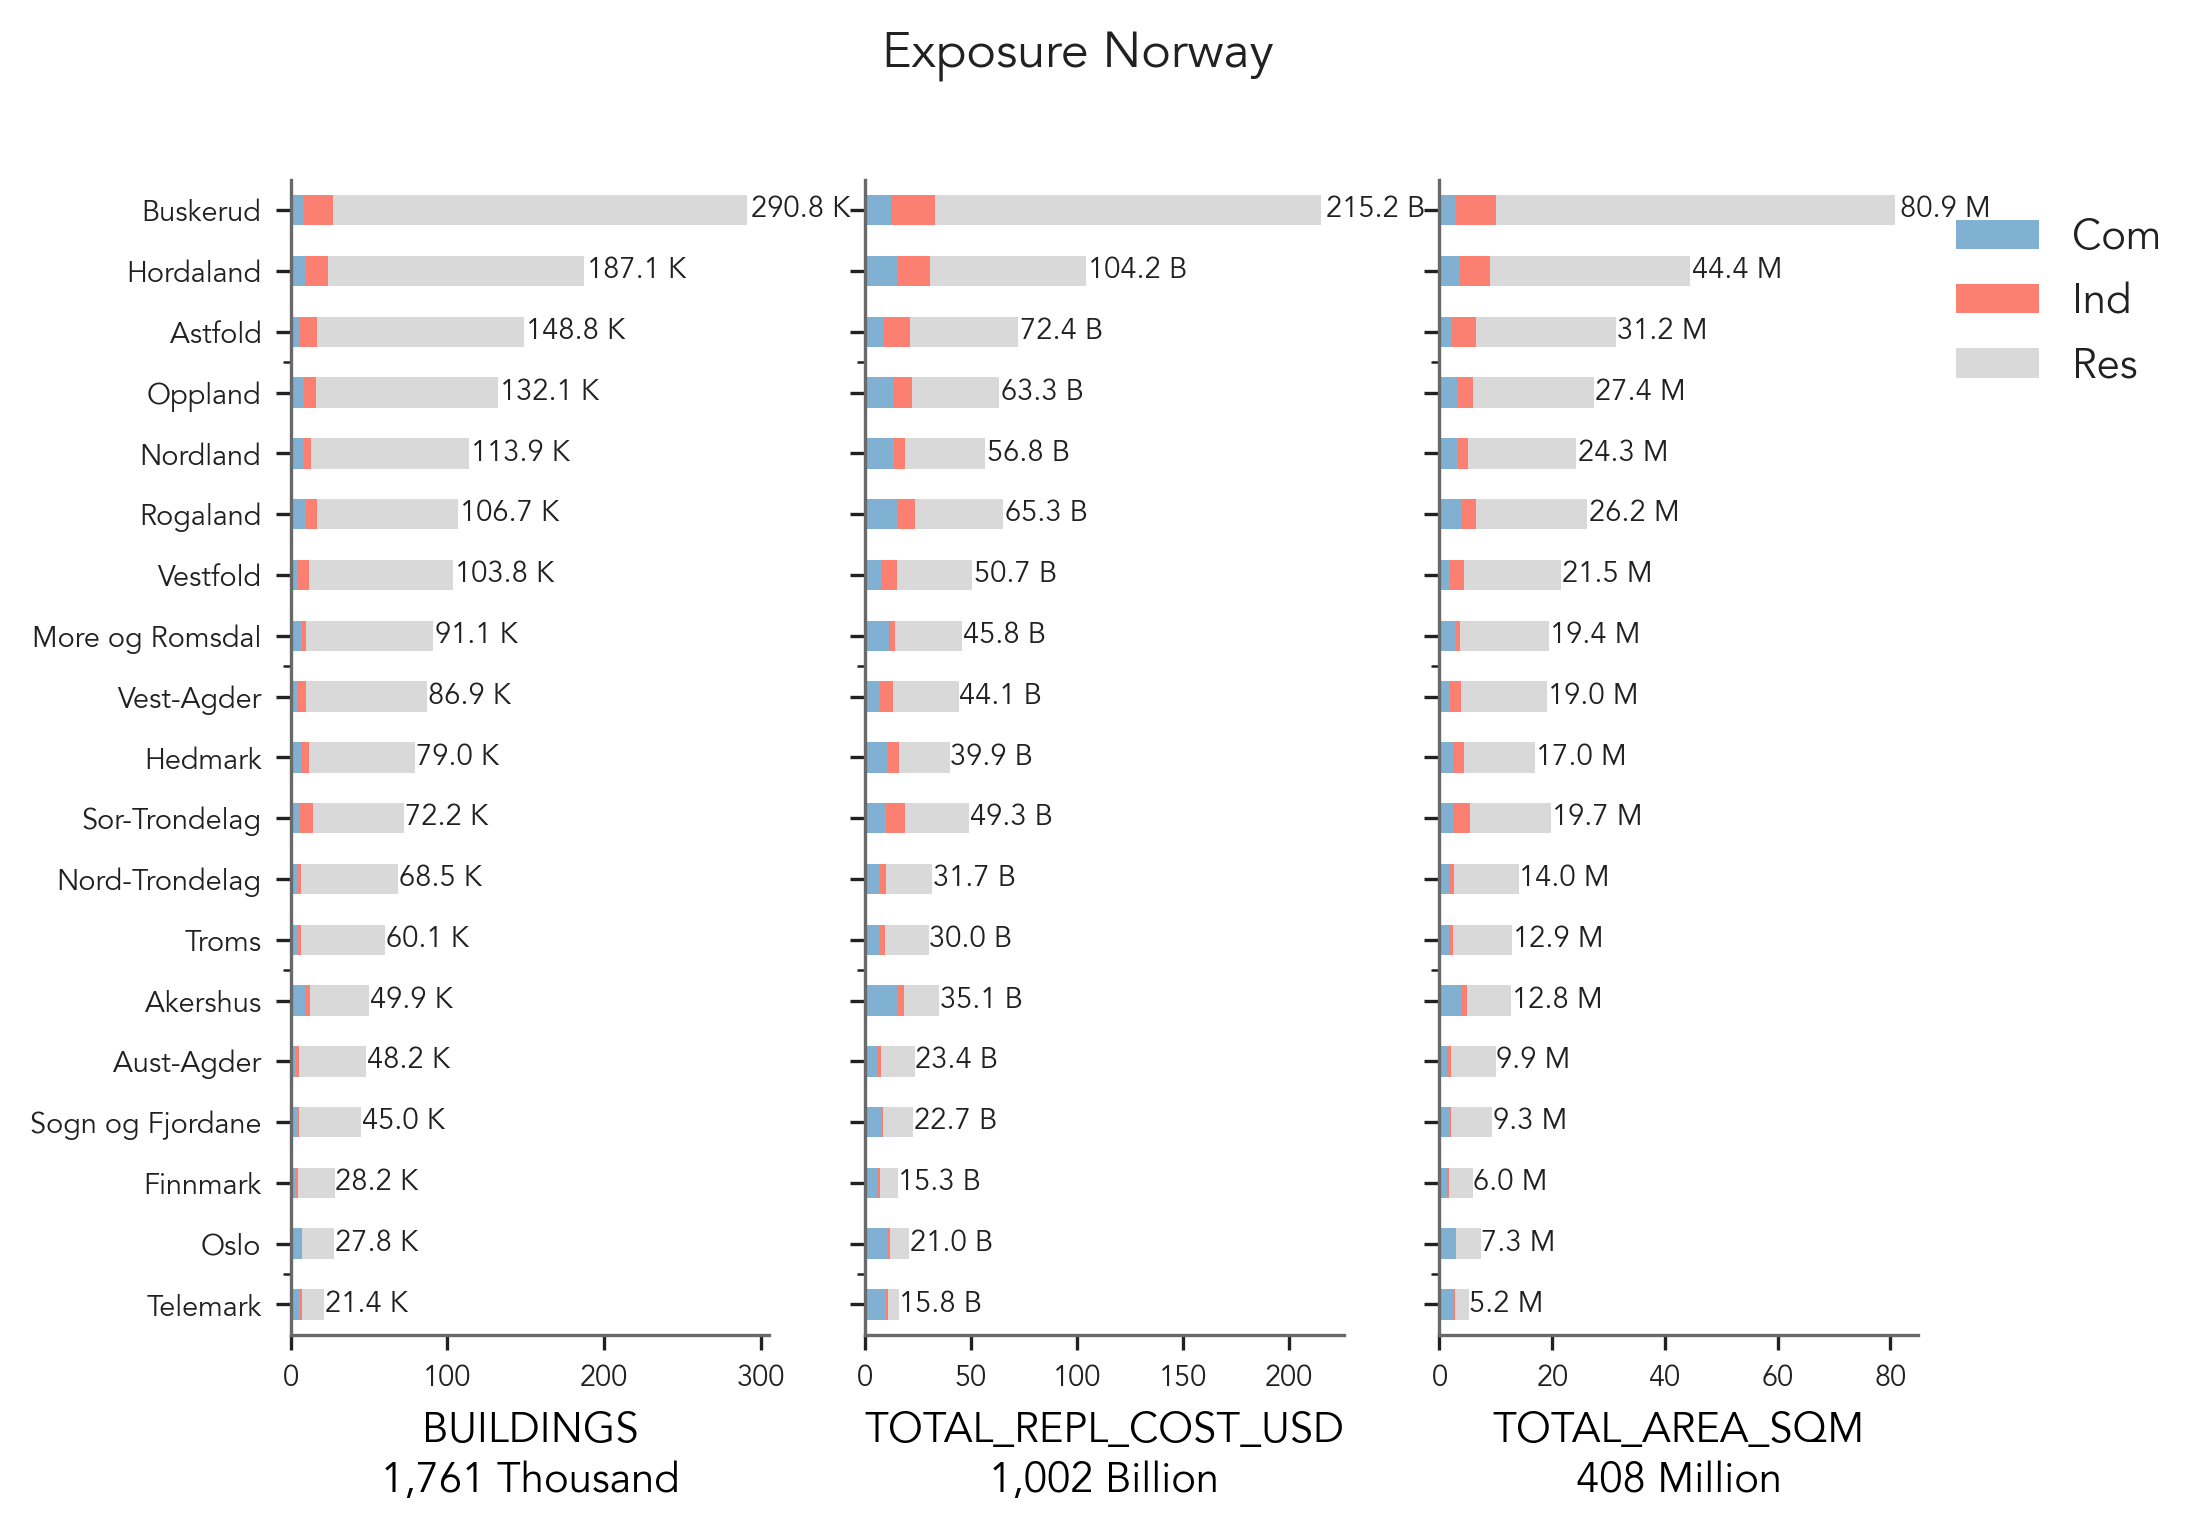 Exposure Norway
Buskerud 290.8 K 215.2 B 80.9 M
Hordaland 187.1 K 104.2 B 44.4 M
Astfold 148.8 K 72.4 B 31.2 M
Oppland 132.1 K 63.3 B 27.4 M
Nordland 113.9 K 56.8 B 24.3 M
Rogaland 106.7 K 65.3 B 26.2 M
Vestfold 103.8 K 50.7 B 21.5 M
More og Romsdal 91.1 K 45.8 B 19.4 M
Vest-Agder 86.9 K 44.1 B 19.0 M
Hedmark 79.0 K 39.9 B 17.0 M
Sor-Trondelag 72.2 K 49.3 B 19.7 M
Nord-Trondelag 68.5 K 31.7 B 14.0 M
Troms 60.1 K 30.0 B 12.9 M
Akershus 49.9 K 35.1 B 12.8 M
Aust-Agder 48.2 K 23.4 B 9.9 M
Sogn og Fjordane 45.0 K 22.7 B 9.3 M
Finnmark 28.2 K 15.3 B 6.0 M
Oslo 27.8 K 21.0 B 7.3 M
Telemark 21.4 K 15.8 B 5.2 M
0 100 200 300
BUILDINGS
1,761 Thousand
0 50 100 150 200
TOTAL_REPL_COST_USD
1,002 Billion
0 20 40 60 80
TOTAL_AREA_SQM
408 Million
Com
Ind
Res